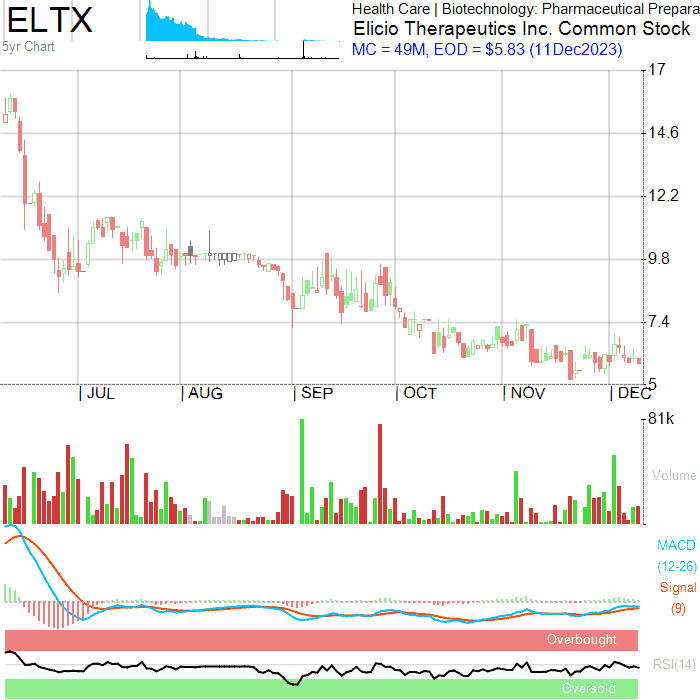 ELTX
5yr Chart
Health Care | Biotechnology: Pharmaceutical Prepara
Elicio Therapeutics Inc. Common Stock
MC = 49M, EOD = $5.83 (11Dec2023)
17
14.6
12.2
9.8
7.4
5
JUL
AUG
SEP
OCT
NOV
DEC
81k
Volume
MACD
(12-26)
Signal
(9)
Overbought
RSI(14)
Oversold